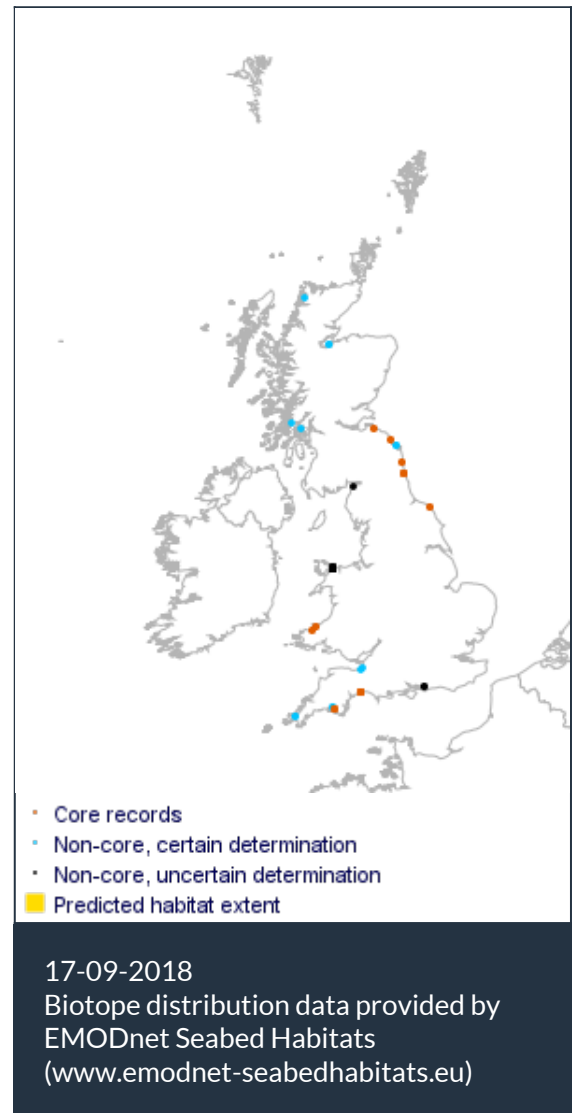 Core records
Non-core, certain determination
Non-core, uncertain determination
Predicted habitat extent
17-09-2018
Biotope distribution data provided by
EMODnet Seabed Habitats
(www.emodnet-seabedhabitats.eu)